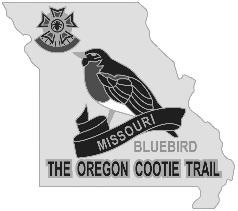 MISSOURI
BLUEBIRD
THE OREGON COOTIE TRAIL